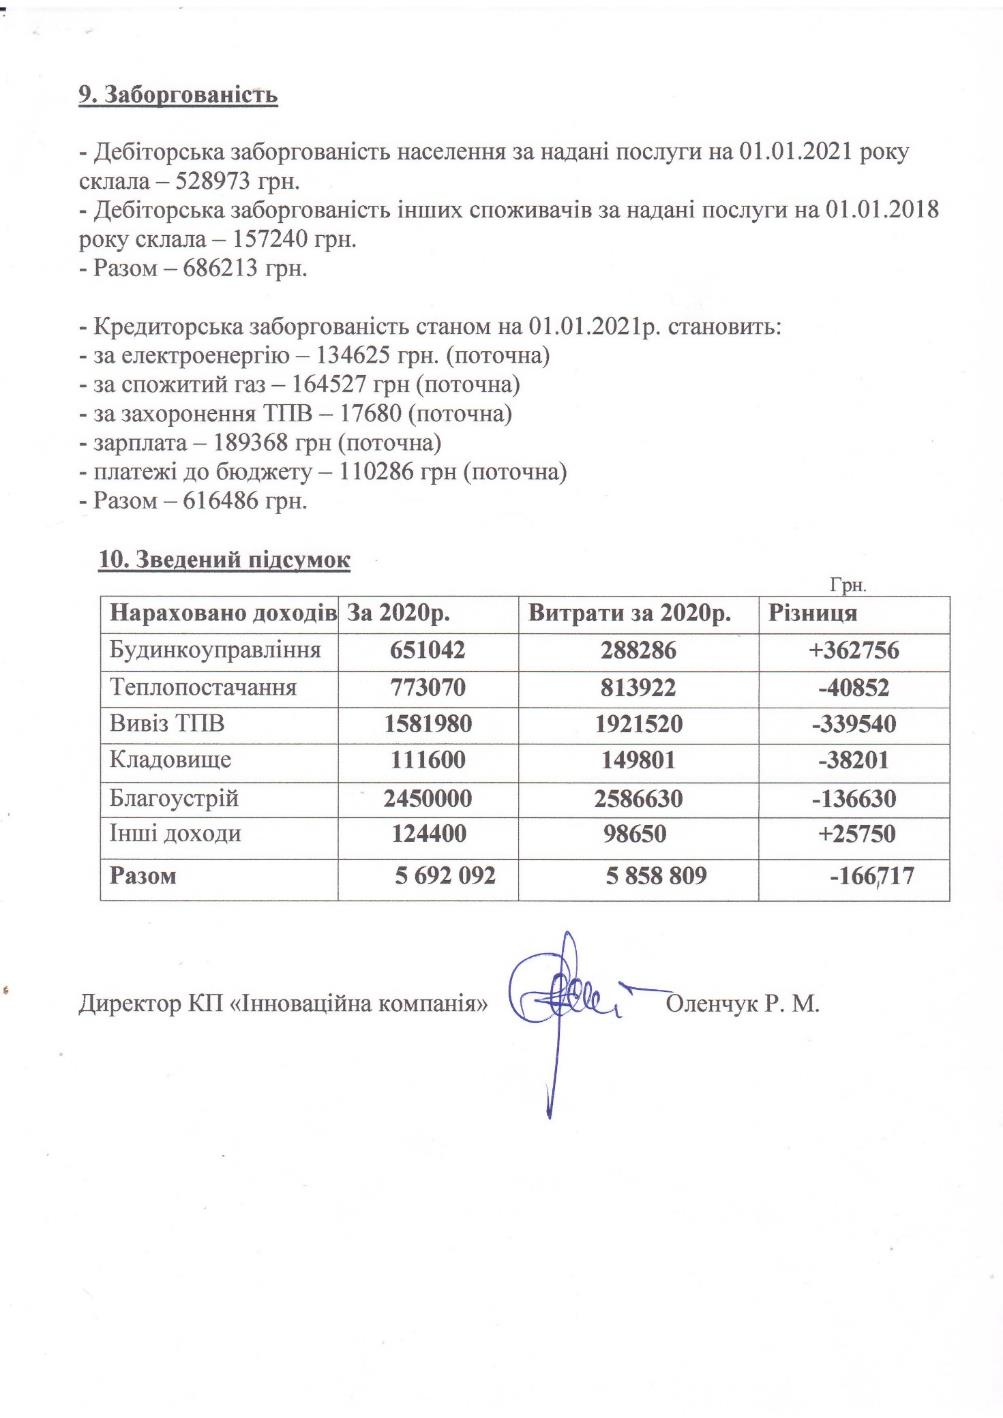 9. Заборгованість
- Дебіторська заборгованість населення за надані послуги на 01.01.2021 року
склала – 528973 грн.
- Дебіторська заборгованість інших споживачів за надані послуги на 01.01.2018
року склала – 157240 грн.
- Разом – 686213 грн.
- Кредиторська заборгованість станом на 01.01.2021р. становить:
- за електроенергію – 134625 грн. (поточна)
- за спожитий газ – 164527 грн (поточна)
- за захоронення ТПВ – 17680 (поточна)
- зарплата – 189368 грн (поточна)
- платежі до бюджету – 110286 грн (поточна)
- Разом – 616486 грн.
10. Зведений підсумок
Грн.
Нараховано доходів За 2020р. Витрати за 2020р. Різниця
Будинкоуправління 651042 288286 +362756
Теплопостачання 773070 813922 -40852
Вивіз ТПВ 1581980 1921520 -339540
Кладовище 111600 149801 -38201
Благоустрій 2450000 2586630 -136630
Інші доходи 124400 98650 +25750
Разом 5 692 092 5 858 809 -166,717
Директор КП «Інноваційна компанія» Оленчук Р. М.